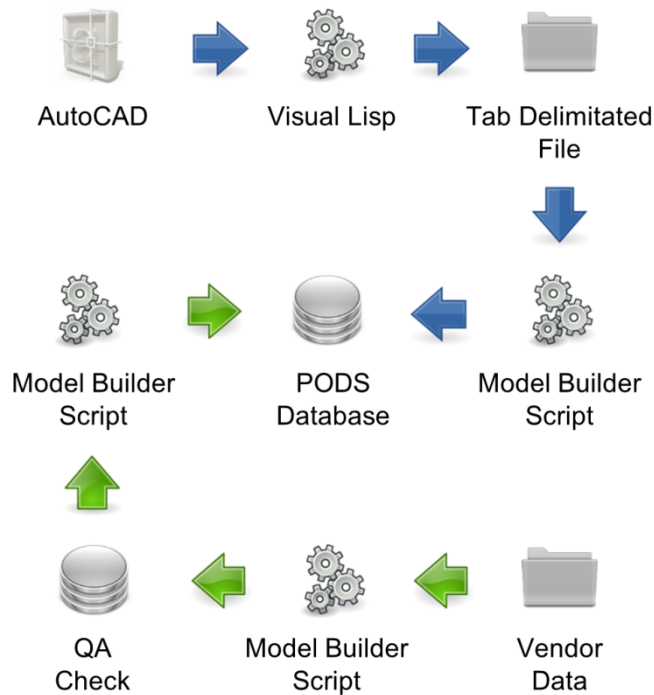 AutoCAD
Visual Lisp
Tab Delimitated
File
Model Builder
Script
PODS
Database
Model Builder
Script
QA
Check
Model Builder
Script
Vendor
Data